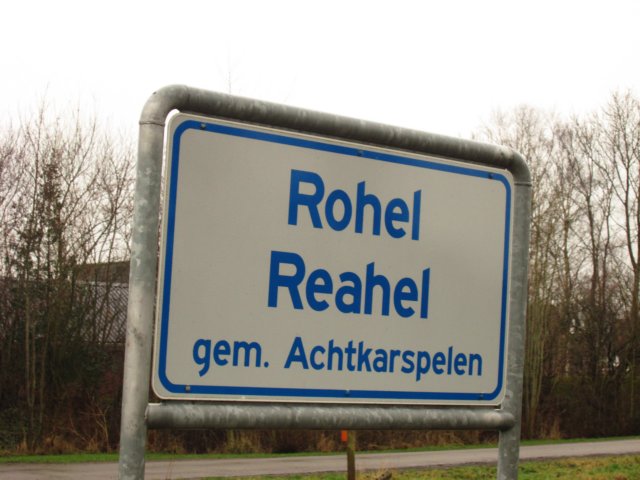 Rohel
Reahel
gem. Achtkarspelen